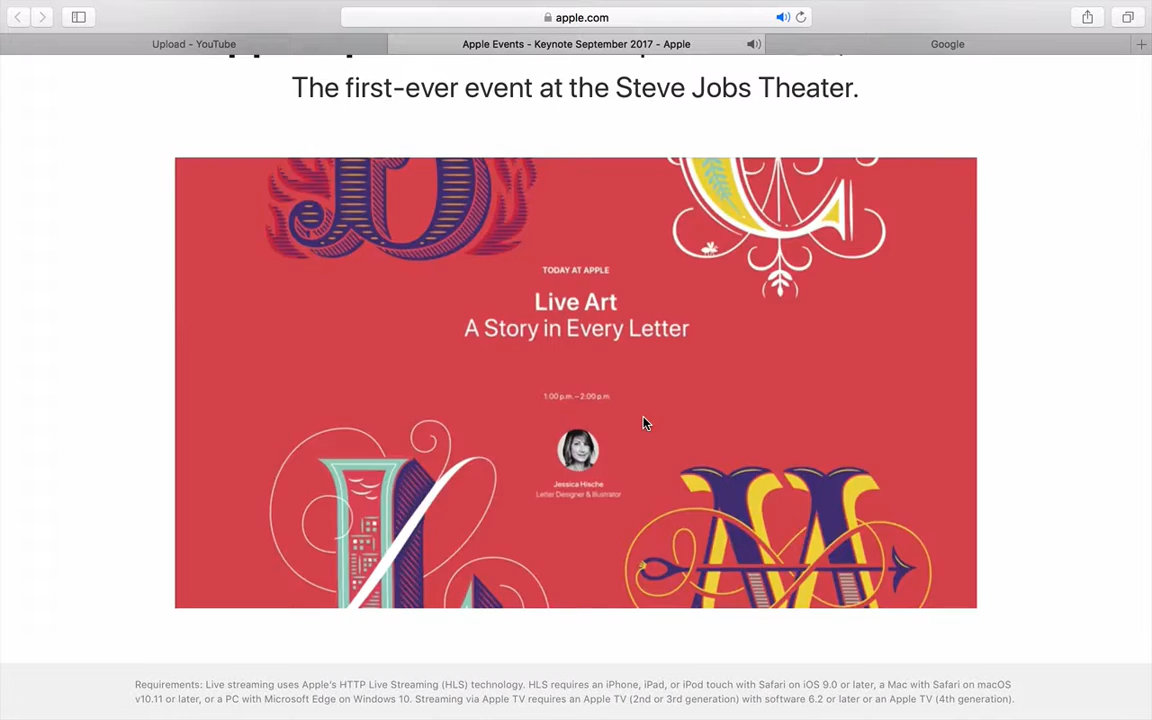 apple.com
Upload - YouTube
Apple Events - Keynote September 2017 - Apple
Google
The first-ever event at the Steve Jobs Theater.
TODAY AT APPLE
Live Art
A Story in Every Letter
1:00 p.m. – 2:00 p.m.
Jessica Hische
Letter Designer & Illustrator
Requirements: Live streaming uses Apple's HTTP Live Streaming (HLS) technology. HLS requires an iPhone, iPad, or iPod touch with Safari on iOS 9.0 or later, a Mac with Safari on macOS
v10.11 or later, or a PC with Microsoft Edge on Windows 10. Streaming via Apple TV requires an Apple TV (2nd or 3rd generation) with software 6.2 or later or an Apple TV (4th generation).